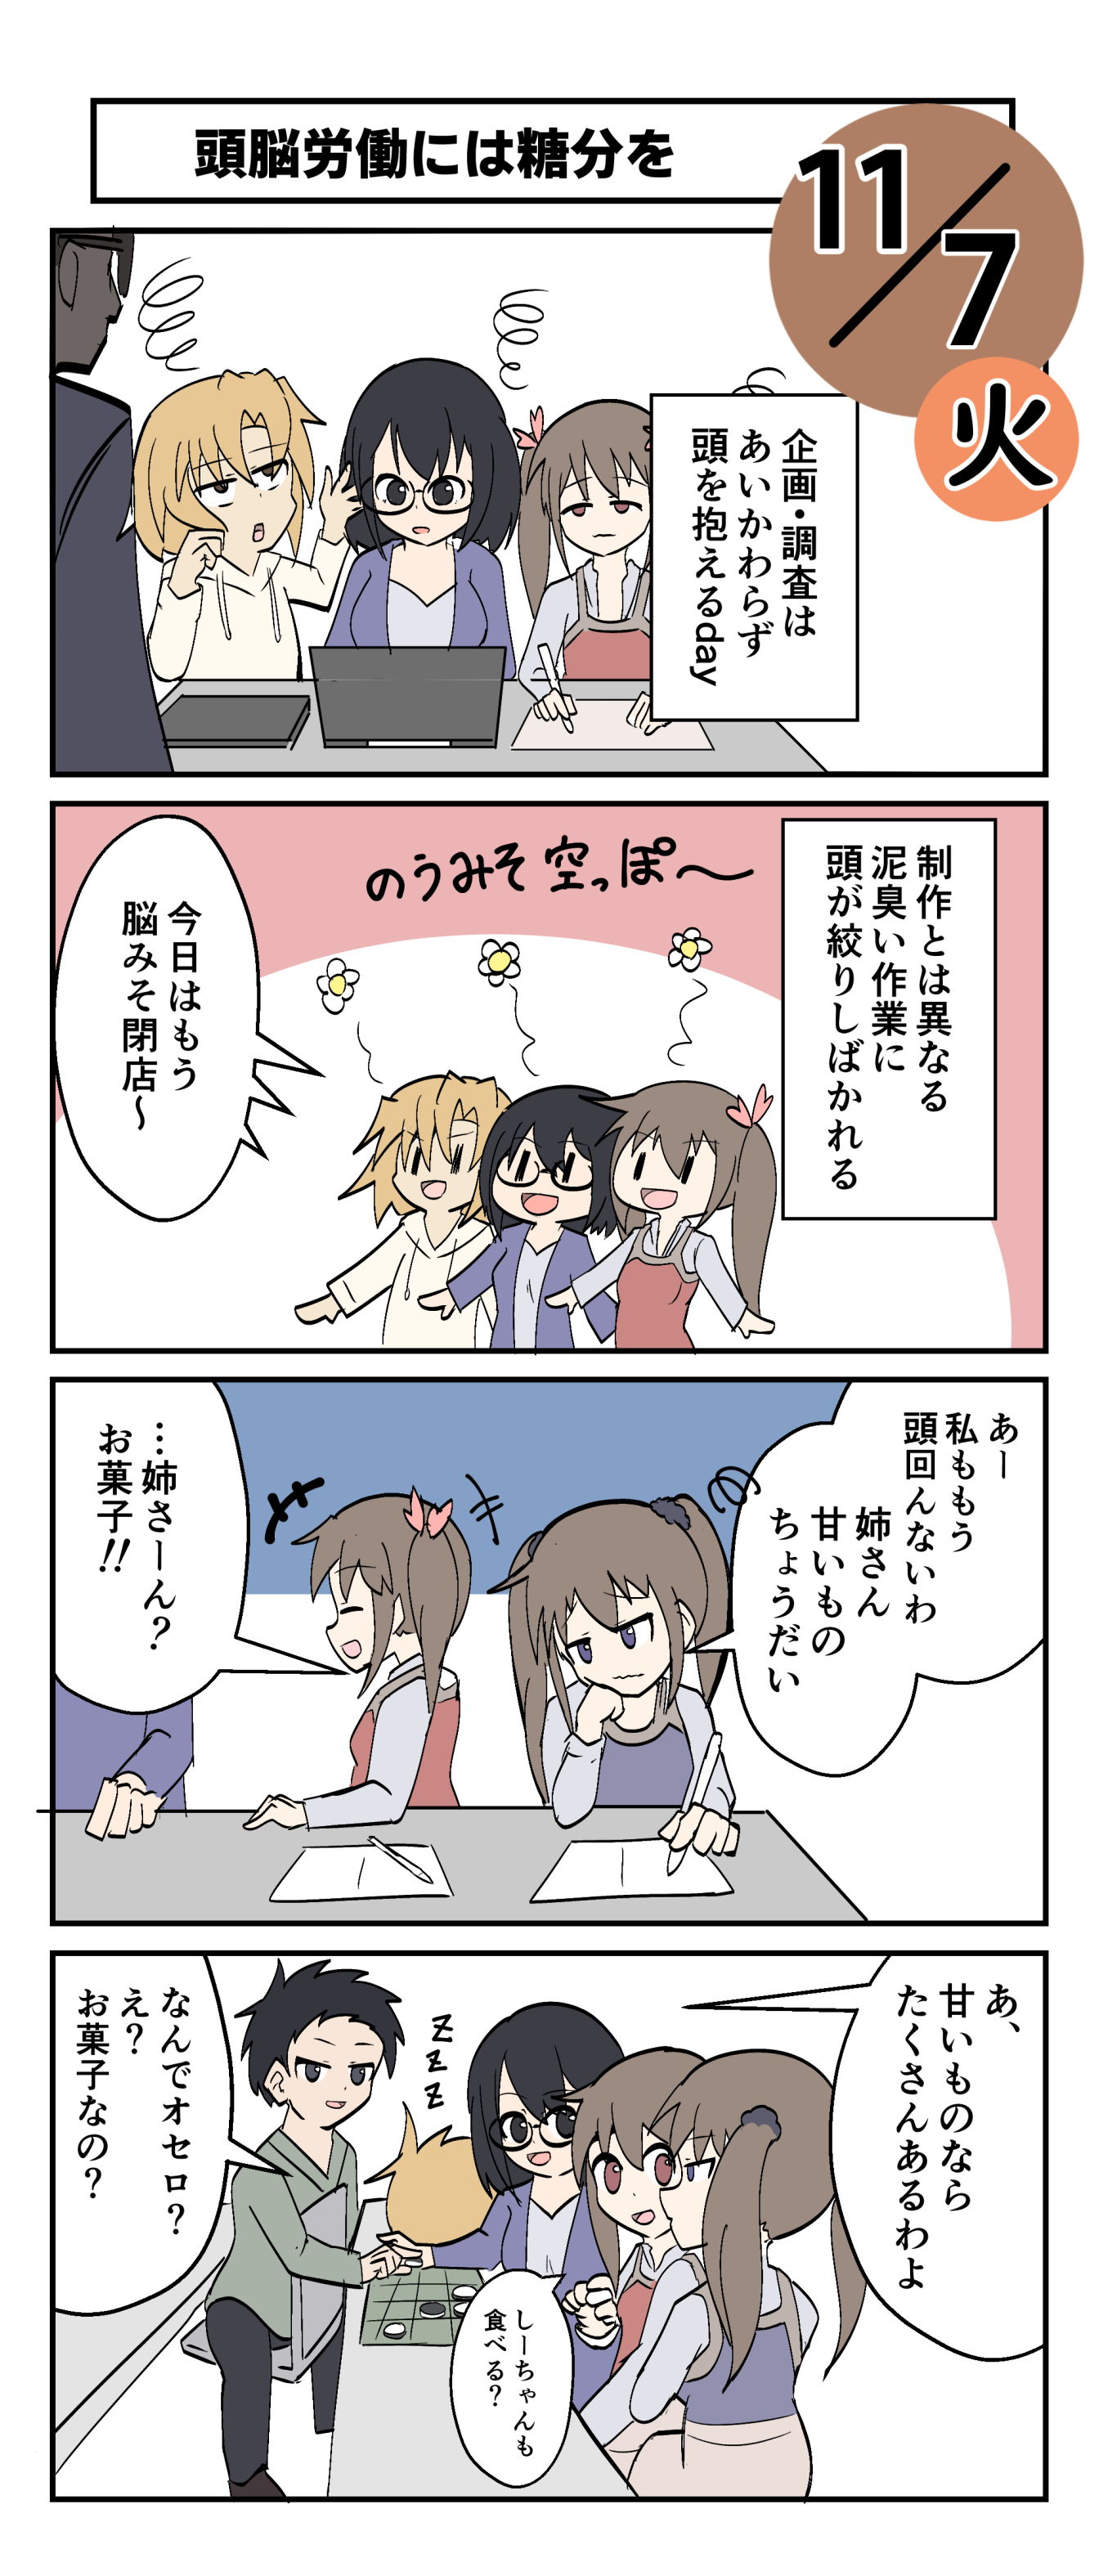 頭脳労働には糖分を
11/7
火
企画・調査は
あいかわらず
頭を抱えるday
制作とは異なる
泥臭い作業に
頭が絞りしばかれる
のうみそ空っぽ〜
今日はもう
脳みそ閉店〜
あー
私ももう
頭回んないわ
姉さん
甘いもの
ちょうだい
…姉さーん?
お菓子!!
あ、
甘いものなら
たくさんあるわよ
zzz
しーちゃんも
食べる?
なんでオセロ?
え?
お菓子なの?